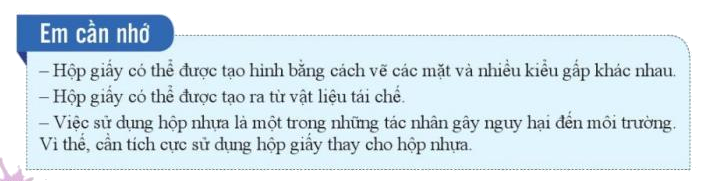 Em cần nhớ
– Hộp giấy có thể được tạo hình bằng cách vẽ các mặt và nhiều kiểu gấp khác nhau.
– Hộp giấy có thể được tạo ra từ vật liệu tái chế.
– Việc sử dụng hộp nhựa là một trong những tác nhân gây nguy hại đến môi trường.
Vì thế, cần tích cực sử dụng hộp giấy thay cho hộp nhựa.